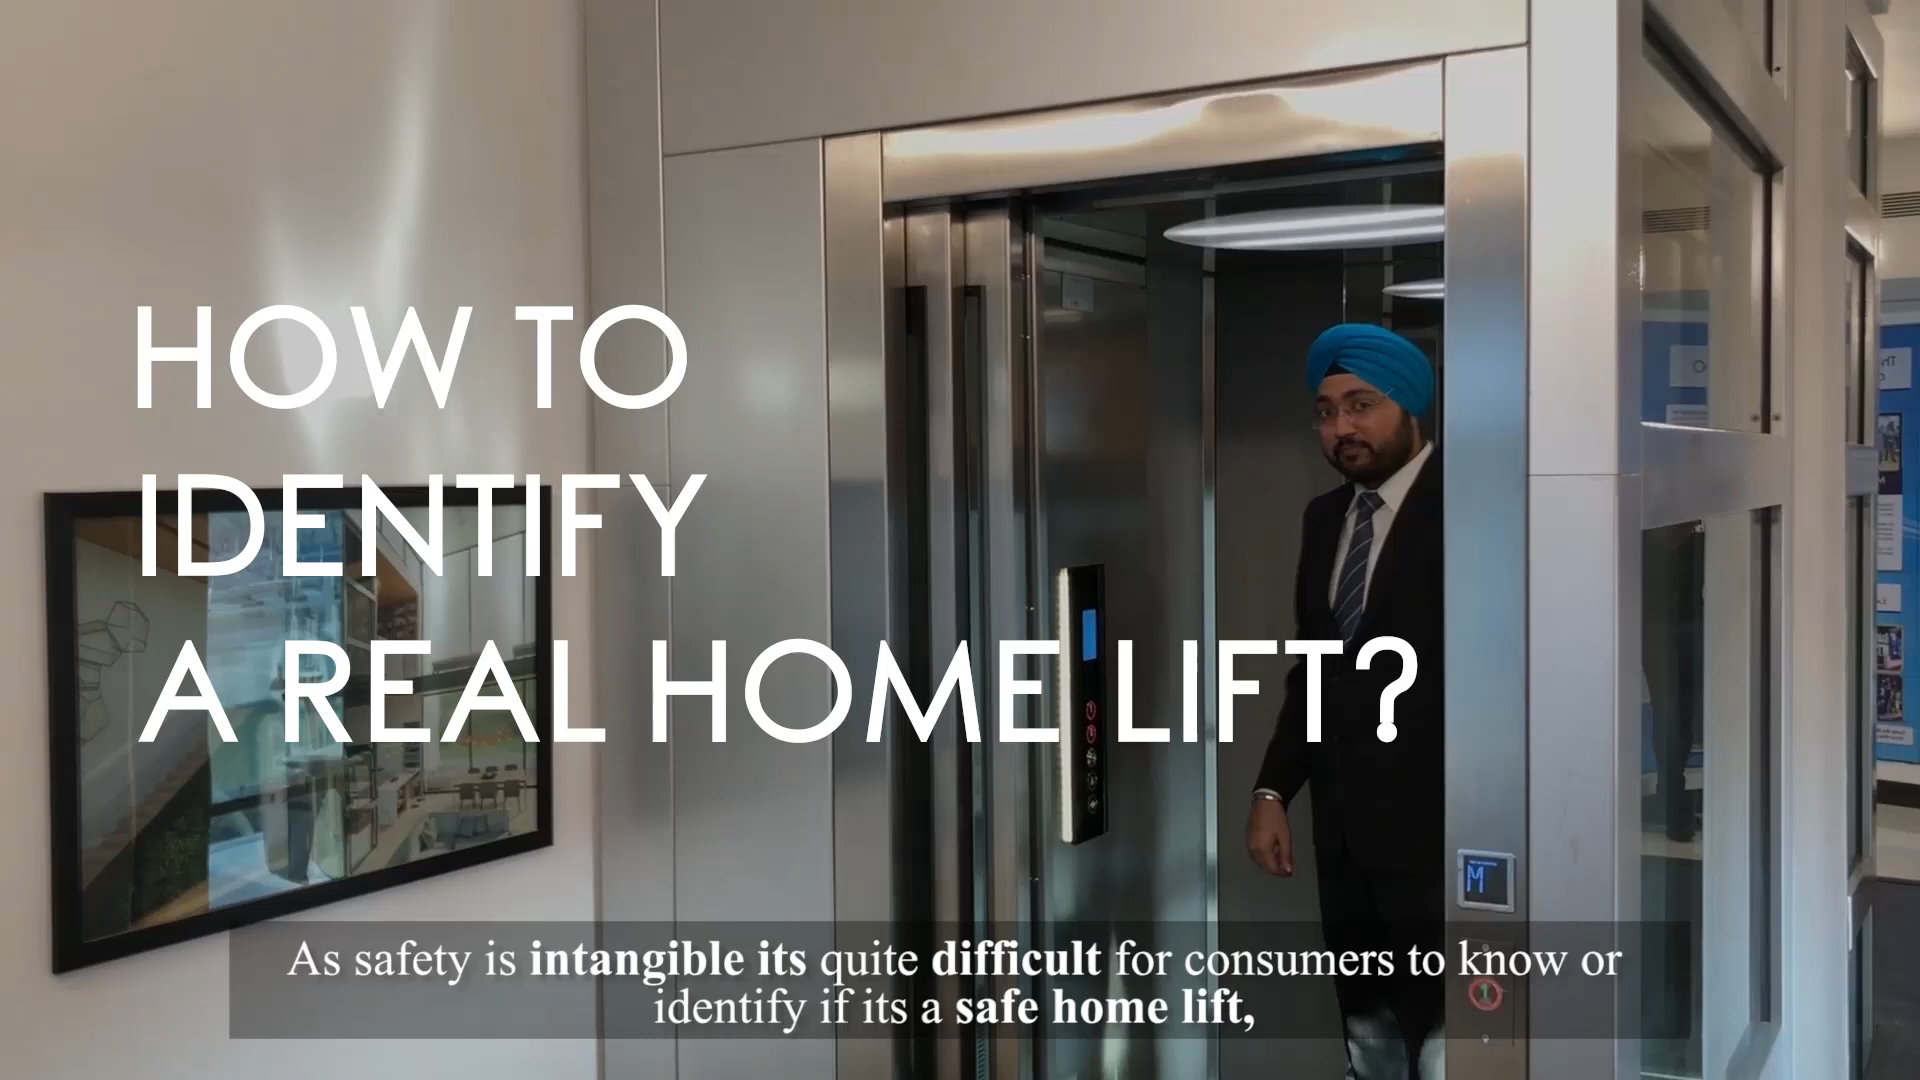 HOW TO
IDENTIFY
A REAL HOME LIFT?
M
1
As safety is intangible its quite difficult for consumers to know or
identify if its a safe home lift,